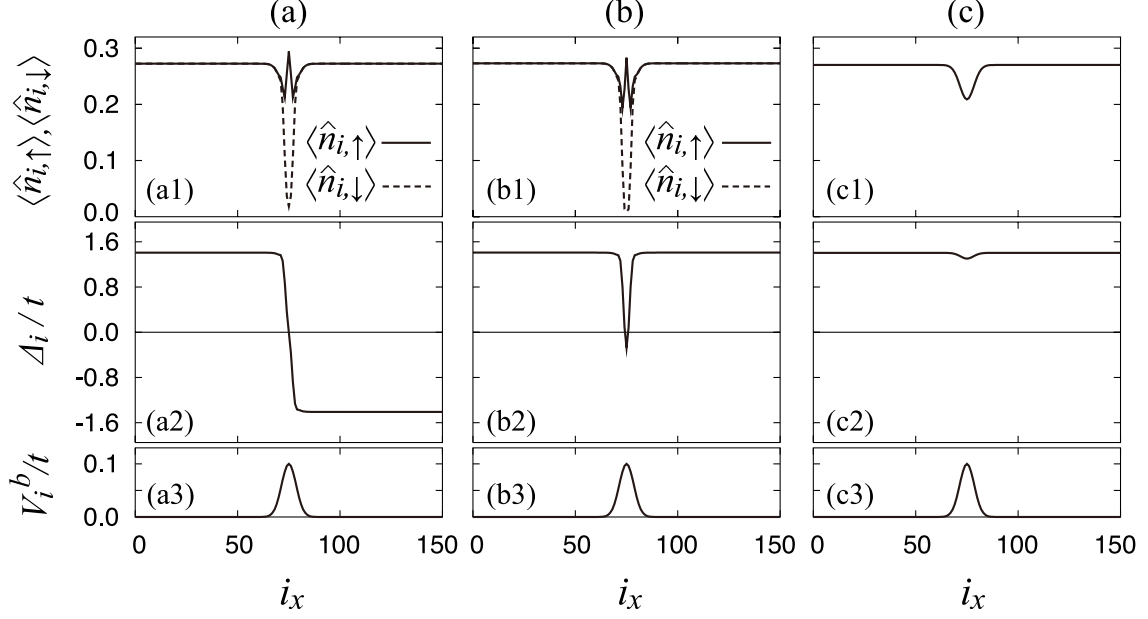 (a) (b) (c)
⟨n̂i,↑⟩,⟨n̂i,↓⟩
0.3
0.2
0.1
0.0
⟨n̂i,↑⟩
⟨n̂i,↓⟩
(a1)
⟨n̂i,↑⟩
⟨n̂i,↓⟩
(b1)
(c1)
Δi / t
1.6
0.8
0.0
-0.8
-1.6
(a2) (b2) (c2)
Vi^b/t
0.1
0.0
(a3) (b3) (c3)
0 50 100 150 0 50 100 150 0 50 100 150
ix ix ix